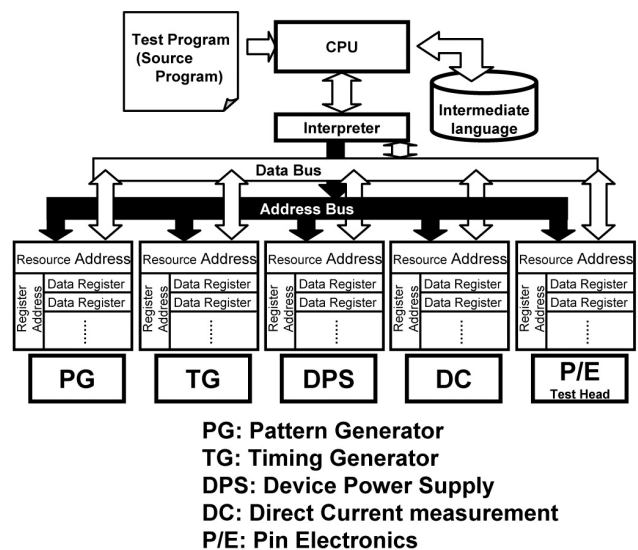 Test Program
(Source
Program)
CPU
Intermediate
language
Interpreter
Data Bus
Address Bus
Resource Address
Register
Address
Data Register
Data Register
Resource Address
Register
Address
Data Register
Data Register
Resource Address
Register
Address
Data Register
Data Register
Resource Address
Register
Address
Data Register
Data Register
Resource Address
Register
Address
Data Register
Data Register
PG
TG
DPS
DC
P/E
Test Head
PG: Pattern Generator
TG: Timing Generator
DPS: Device Power Supply
DC: Direct Current measurement
P/E: Pin Electronics